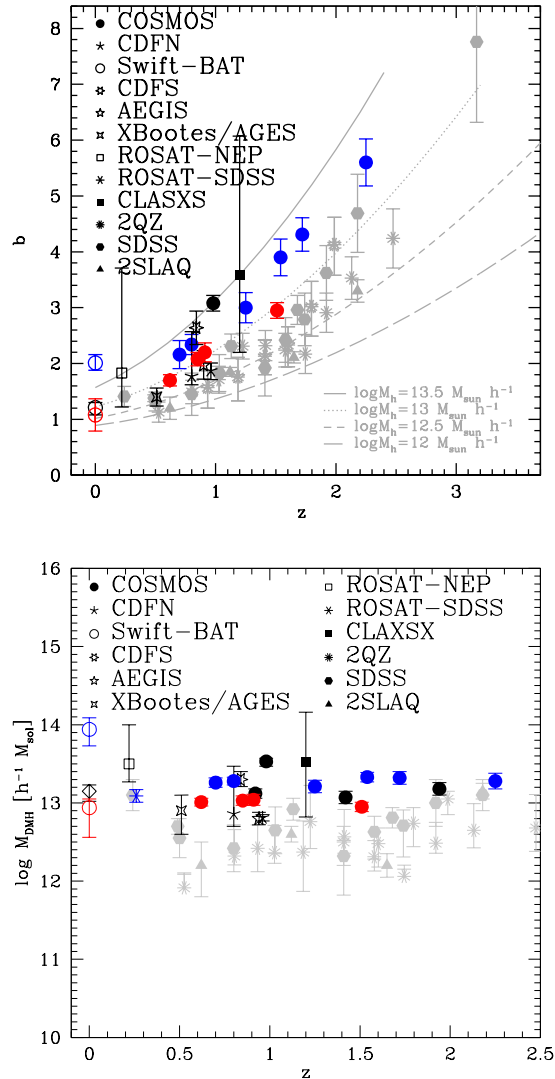 COSMOS
CDFN
Swift-BAT
CDFS
AEGIS
XBootes/AGES
ROSAT-NEP
ROSAT-SDSS
CLASXS
2QZ
SDSS
2SLAQ
8
7
6
5
4
3
2
1
0
b
logM_h=13.5 M_sun h^-1
logM_h=13 M_sun h^-1
logM_h=12.5 M_sun h^-1
logM_h=12 M_sun h^-1
0 1 2 3
z
16
15
14
13
12
11
10
log M_DMH [h^-1 M_sol]
COSMOS
CDFN
Swift-BAT
CDFS
AEGIS
XBootes/AGES
ROSAT-NEP
ROSAT-SDSS
CLAXSX
2QZ
SDSS
2SLAQ
0 0.5 1 1.5 2 2.5
z